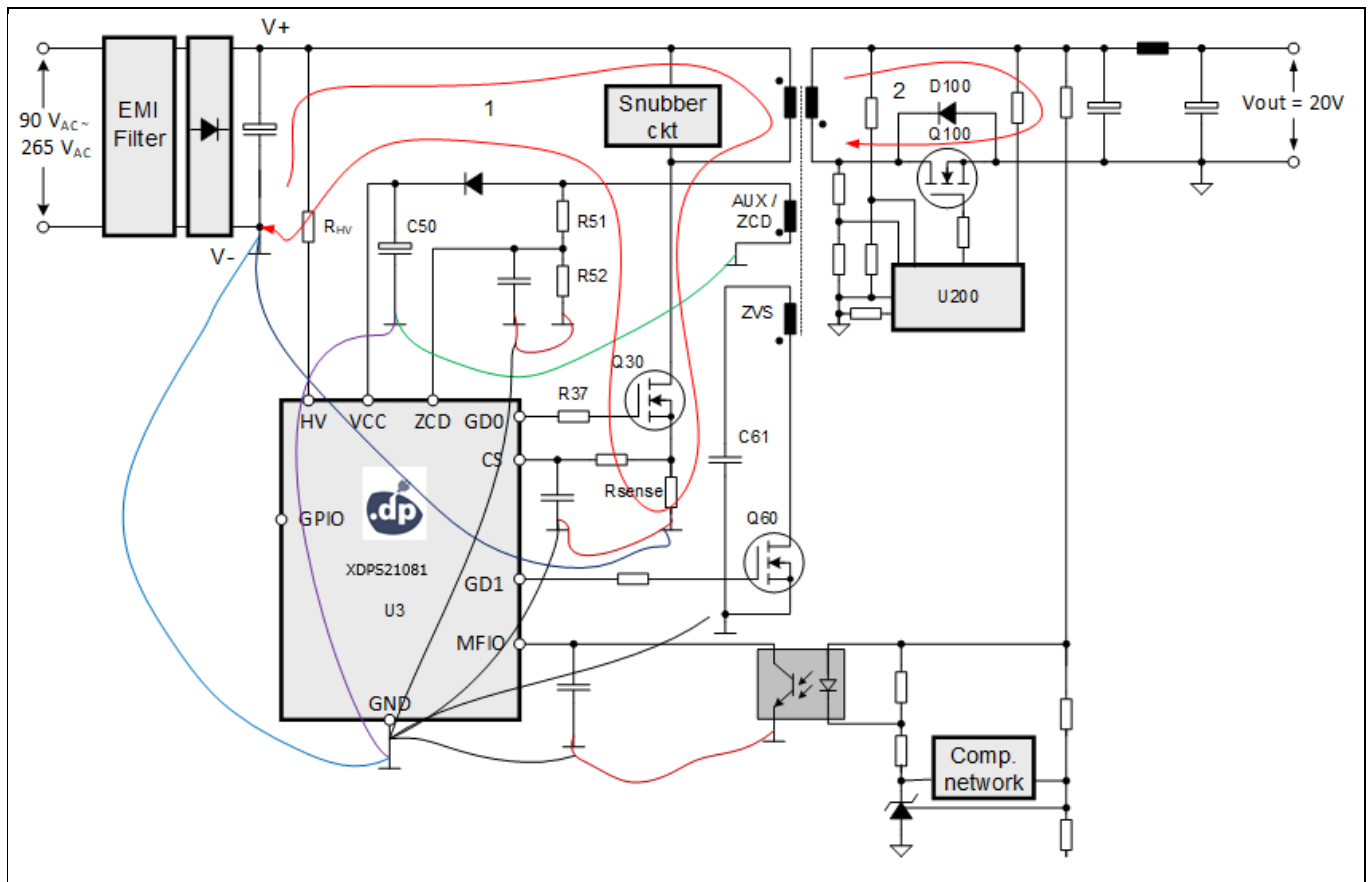 V+
EMI
Filter
90 VAC~
265 VAC
1
Snubber
ckt
2
D100
Q100
Vout = 20V
RHV
V-
C50
R51
R52
AUX /
ZCD
ZVS
U200
Q30
R37
C61
HV
VCC
ZCD
GD0
CS
Rsense
.dp
GPIO
XDPS21081
U3
Q60
GD1
MFIO
GND
Comp.
network